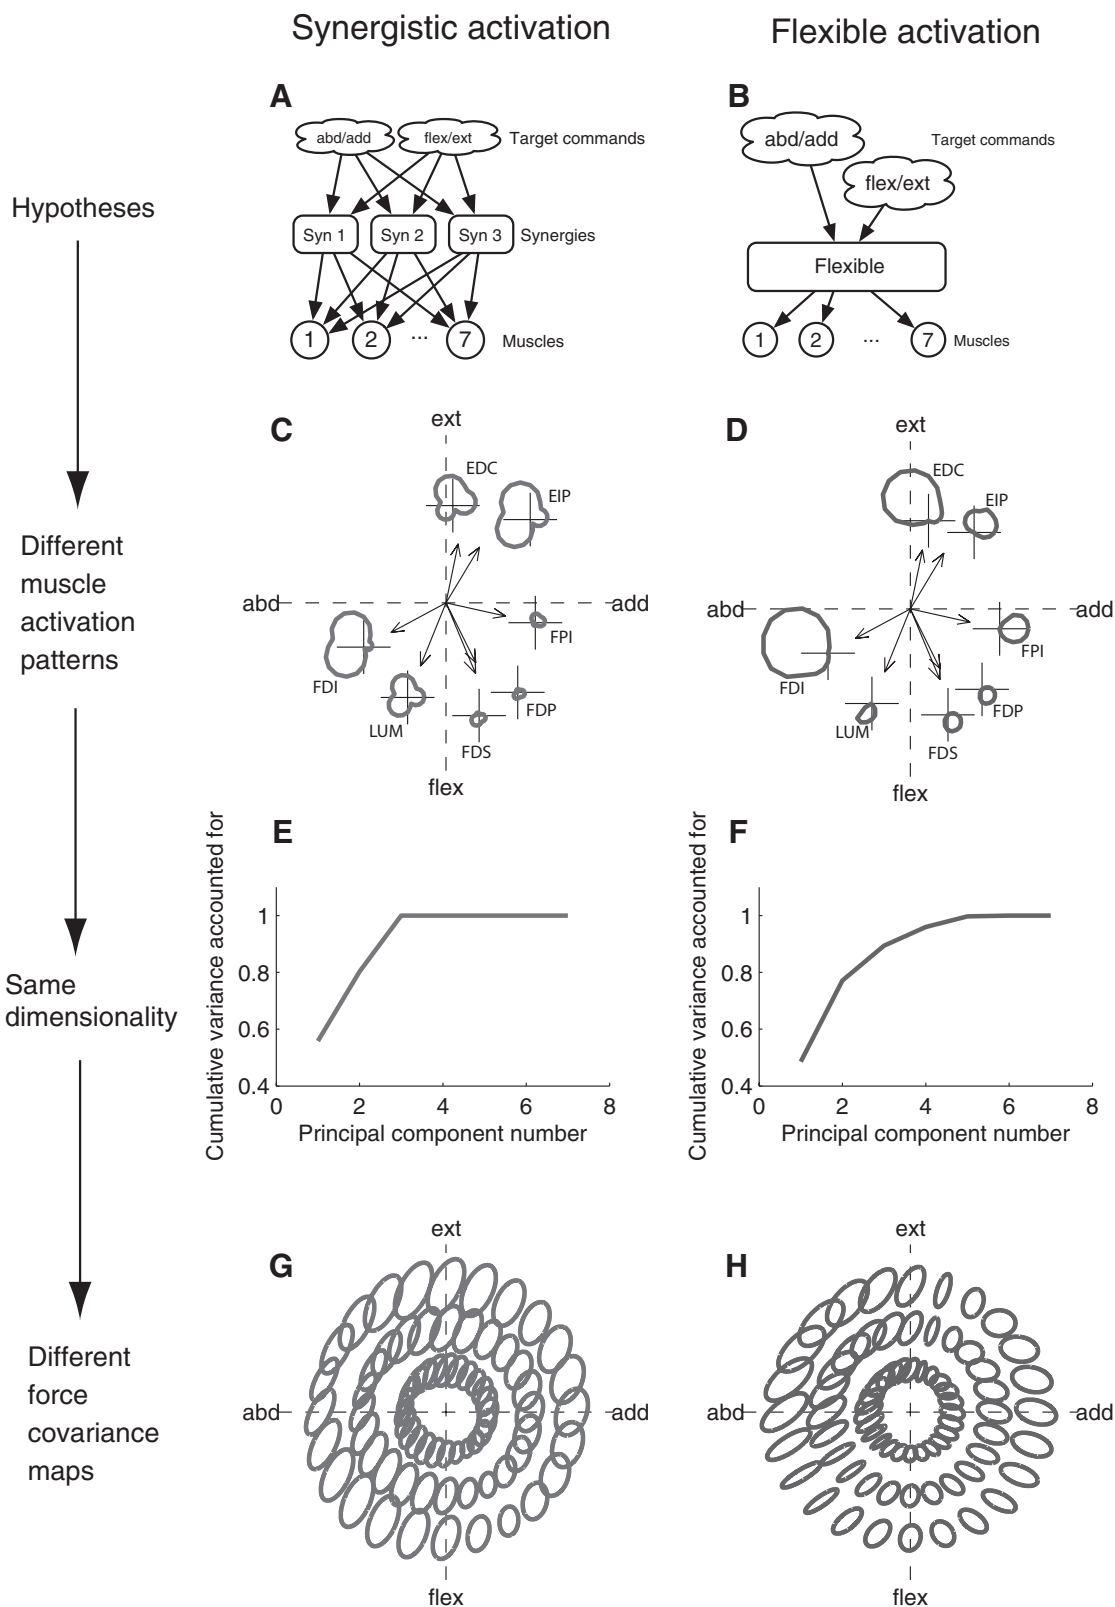 Synergistic activation
Flexible activation
A
abd/add
flex/ext
Target commands
Syn 1
Syn 2
Syn 3
Synergies
1
2
...
7
Muscles
B
abd/add
flex/ext
Target commands
Flexible
1
2
...
7
Muscles
Hypotheses
Different
muscle
activation
patterns
Same
dimensionality
Different
force
covariance
maps
C
ext
EDC
EIP
abd
add
FPI
FDI
FDP
LUM
FDS
flex
D
ext
EDC
EIP
abd
add
FPI
FDI
FDP
LUM
FDS
flex
E
Cumulative variance accounted for
1
0.8
0.6
0.4
0 2 4 6 8
Principal component number
F
Cumulative variance accounted for
1
0.8
0.6
0.4
0 2 4 6 8
Principal component number
G
ext
abd
add
flex
H
ext
abd
add
flex